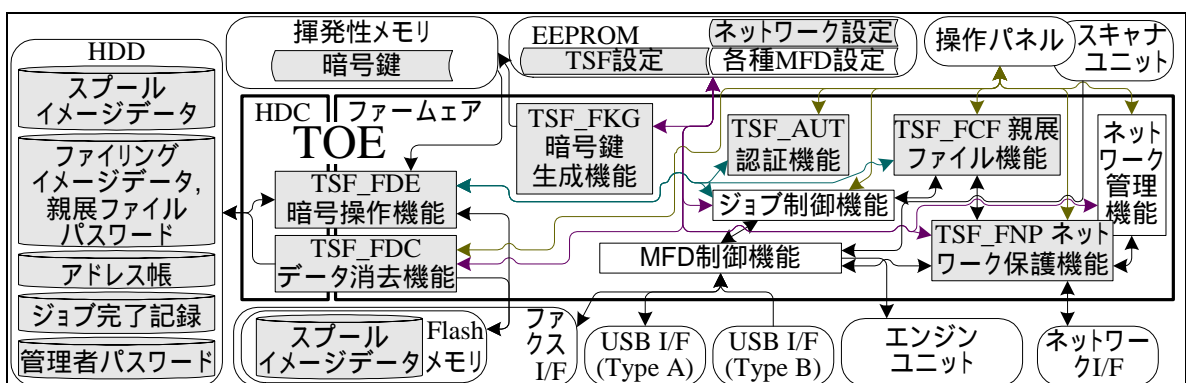 HDD
スプール
イメージデータ
ファイリング
イメージデータ,
親展ファイル
パスワード
アドレス帳
ジョブ完了記録
管理者パスワード
揮発性メモリ
暗号鍵
EEPROM
ネットワーク設定
TSF設定
各種MFD設定
操作パネル
スキャナ
ユニット
HDC
ファームェア
TOE
TSF_FKG
暗号鍵
生成機能
TSF_AUT
認証機能
TSF_FCF 親展
ファイル機能
ネット
ワーク
管理
機能
TSF_FDE
暗号操作機能
ジョブ制御機能
TSF_FDC
データ消去機能
MFD制御機能
TSF_FNP ネット
ワーク保護機能
スプール
イメージデータ
Flash
メモリ
ファ
クス
I/F
USB I/F
(Type A)
USB I/F
(Type B)
エンジン
ユニット
ネットワー
クI/F